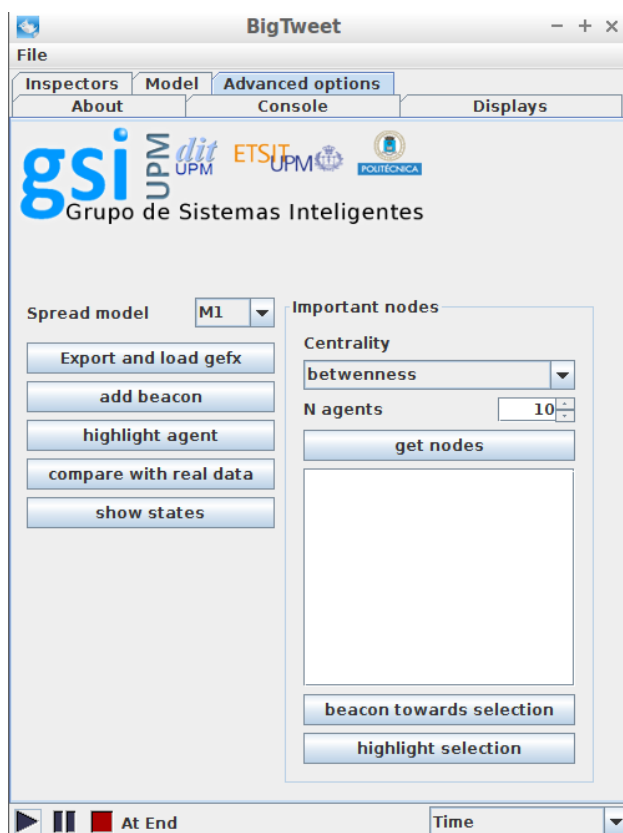 BigTweet
File
Inspectors Model Advanced options
About Console Displays
gsi UPM dit UPM ETSIT UPM POLITÉCNICA
Grupo de Sistemas Inteligentes
Spread model M1
Export and load gefx
add beacon
highlight agent
compare with real data
show states
Important nodes
Centrality
betwenness
N agents 10
get nodes
beacon towards selection
highlight selection
At End Time